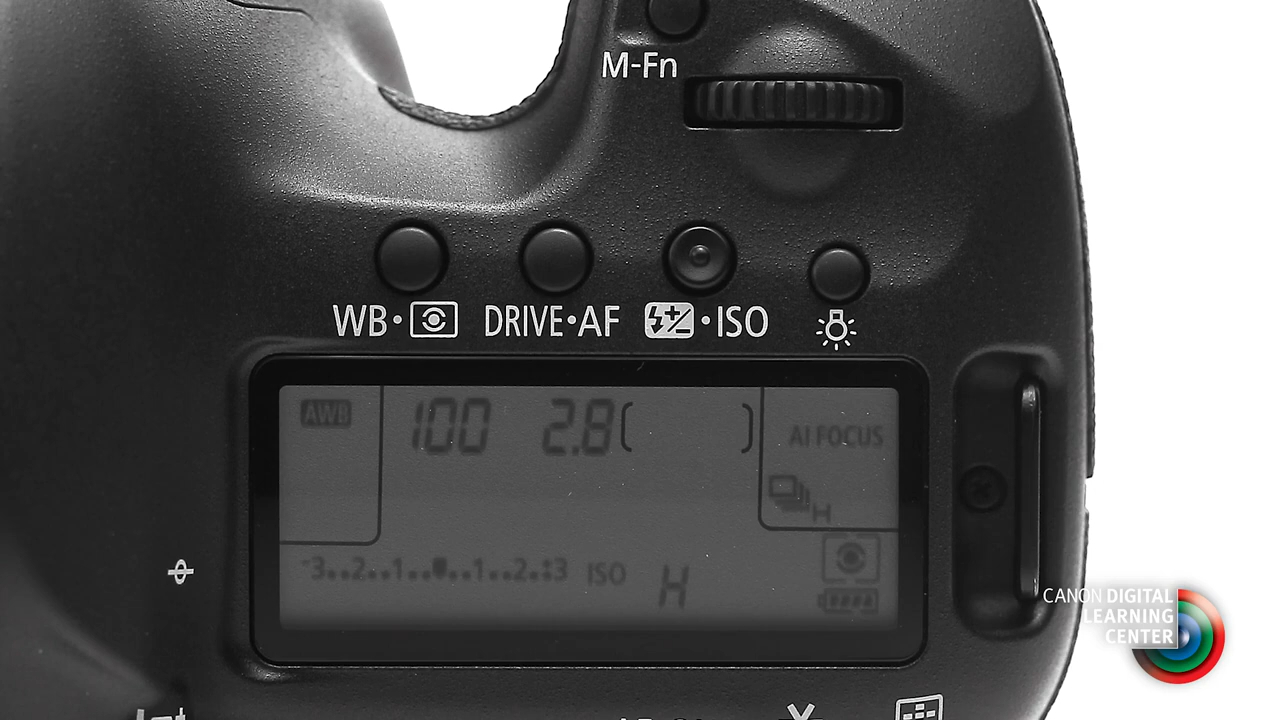 M-Fn
WB• DRIVE•AF •ISO
AWB 100 2.8 ( )
AI FOCUS
H
-3..2..1..0..1..2.:+3 ISO H
CANON DIGITAL
LEARNING
CENTER